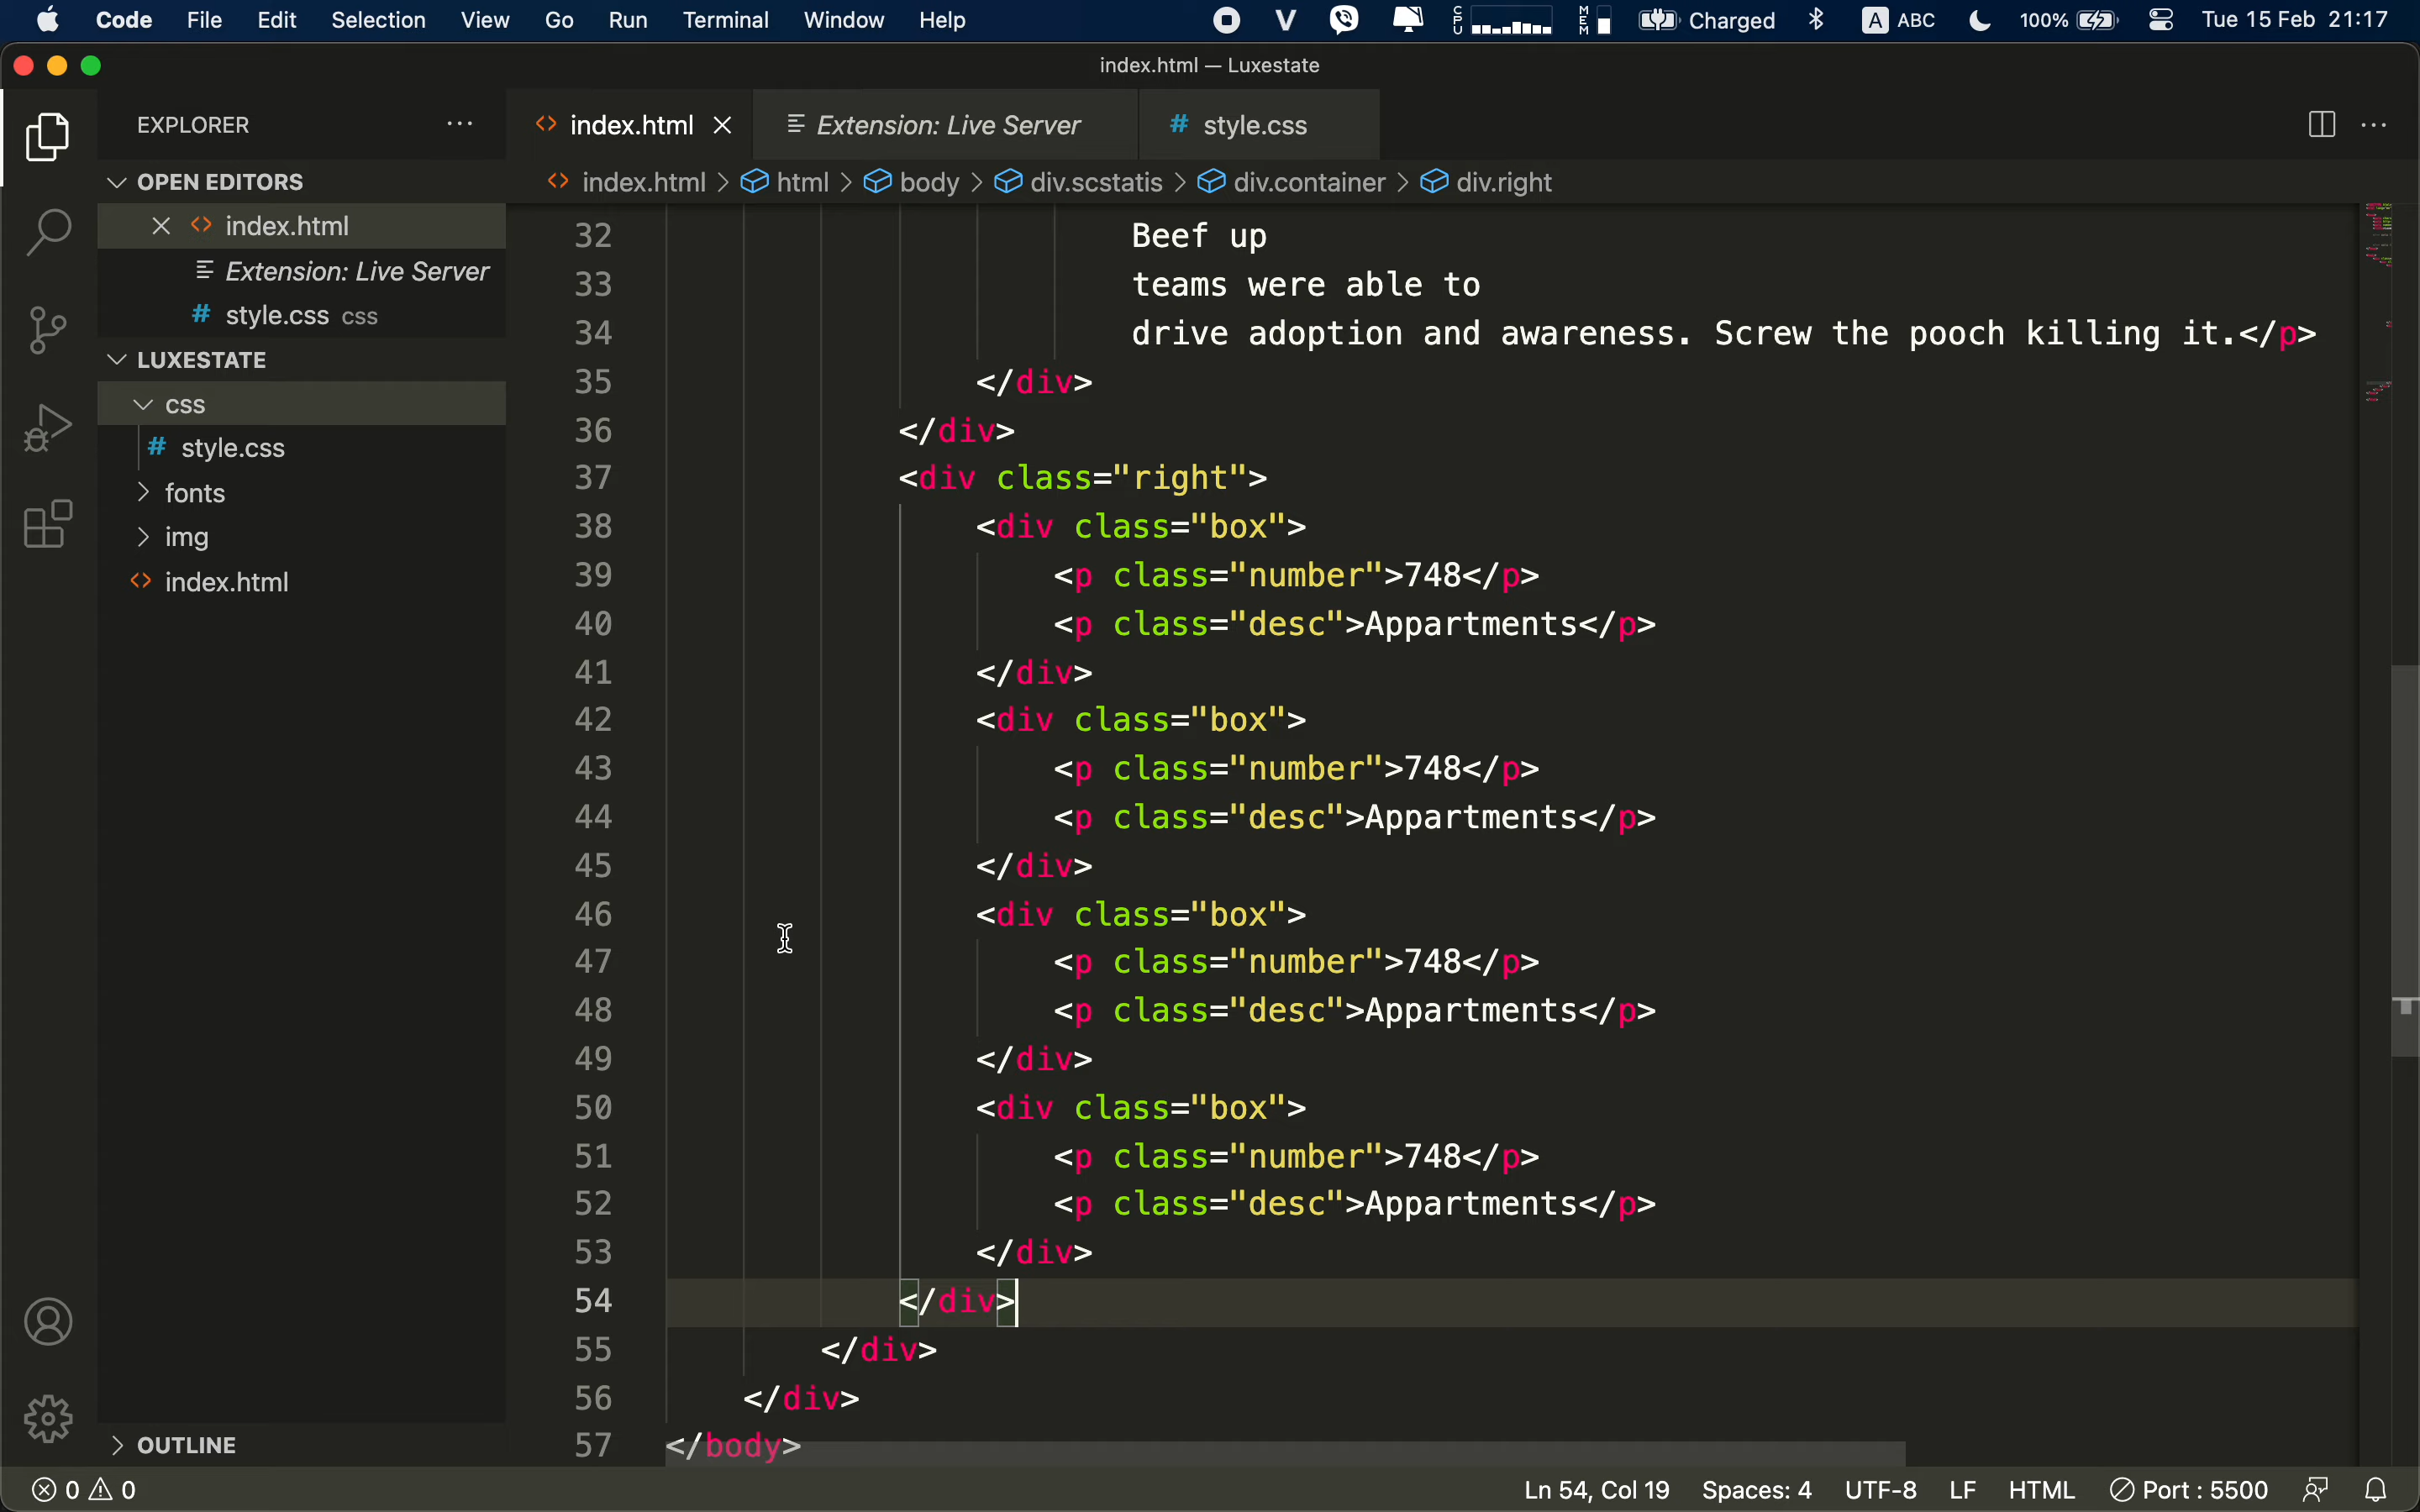 Code File Edit Selection View Go Run Terminal Window Help CPU MEM Charged A ABC 100% Tue 15 Feb 21:17
index.html — Luxestate
EXPLORER
index.html
Extension: Live Server
# style.css
OPEN EDITORS
index.html > html > body > div.scstatis > div.container > div.right
index.html
Extension: Live Server
# style.css css
LUXESTATE
css
# style.css
fonts
img
index.html
OUTLINE
32 Beef up
33 teams were able to
34 drive adoption and awareness. Screw the pooch killing it.</p>
35 </div>
36 </div>
37 <div class="right">
38 <div class="box">
39 <p class="number">748</p>
40 <p class="desc">Appartments</p>
41 </div>
42 <div class="box">
43 <p class="number">748</p>
44 <p class="desc">Appartments</p>
45 </div>
46 <div class="box">
47 <p class="number">748</p>
48 <p class="desc">Appartments</p>
49 </div>
50 <div class="box">
51 <p class="number">748</p>
52 <p class="desc">Appartments</p>
53 </div>
54 </div>
55 </div>
56 </div>
57 </body>
0 0 Ln 54, Col 19 Spaces: 4 UTF-8 LF HTML Port : 5500